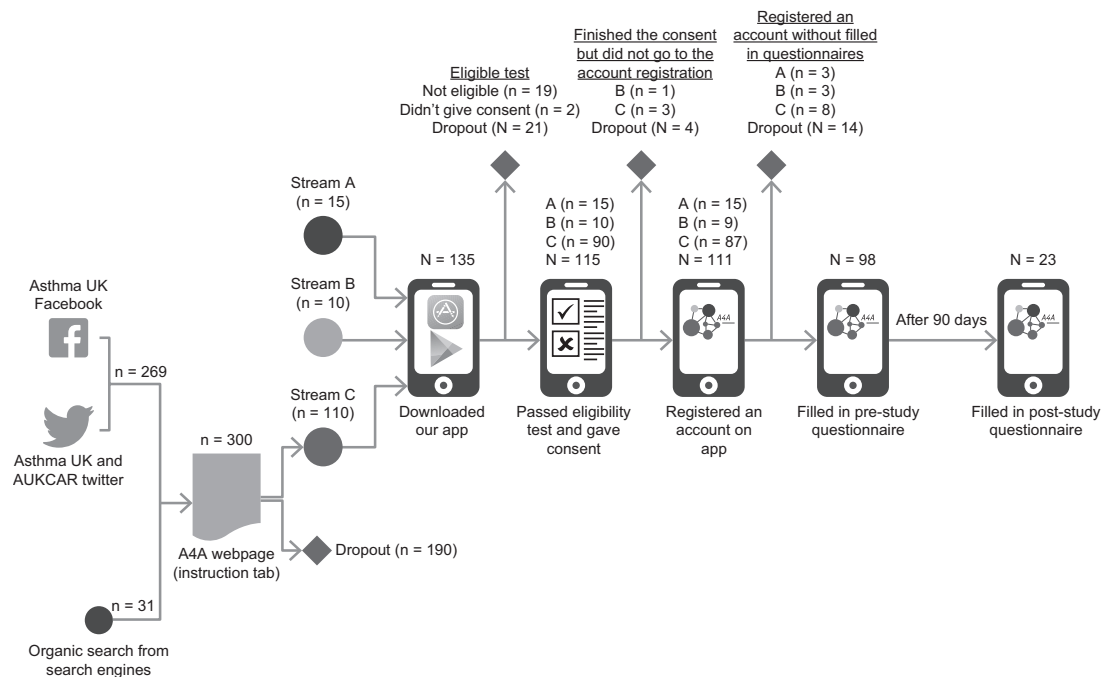 Registered an
account without filled
in questionnaires
A (n = 3)
B (n = 3)
C (n = 8)
Dropout (N = 14)
Finished the consent
but did not go to the
account registration
B (n = 1)
C (n = 3)
Dropout (N = 4)
Eligible test
Not eligible (n = 19)
Didn't give consent (n = 2)
Dropout (N = 21)
Stream A
(n = 15)
A (n = 15)
B (n = 10)
C (n = 90)
N = 115
A (n = 15)
B (n = 9)
C (n = 87)
N = 111
N = 135
N = 98
N = 23
Asthma UK
Facebook
Stream B
(n = 10)
A4A
A4A
After 90 days
A4A
n = 269
Stream C
(n = 110)
Downloaded
our app
Passed eligibility
test and gave
consent
Registered an
account on
app
Filled in pre-study
questionnaire
Filled in post-study
questionnaire
Asthma UK and
AUKCAR twitter
n = 300
A4A webpage
(instruction tab)
Dropout (n = 190)
n = 31
Organic search from
search engines